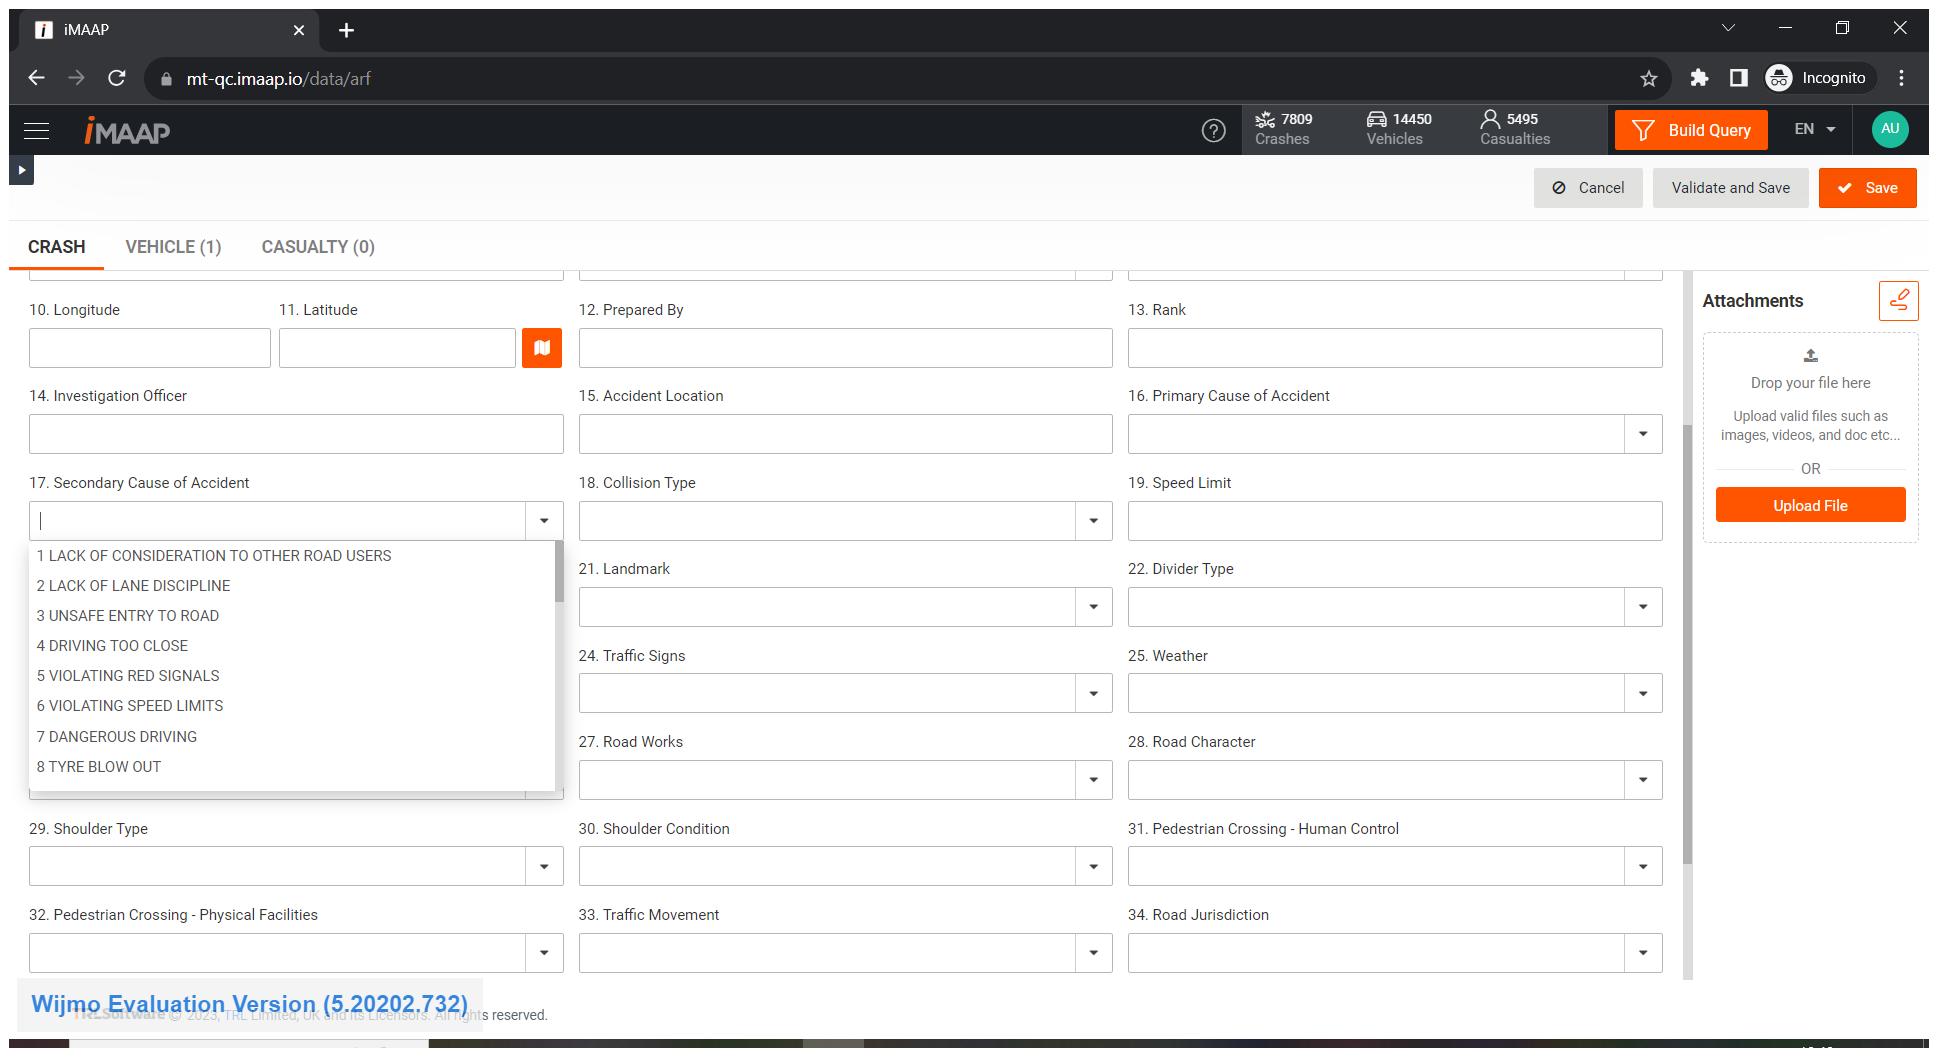 iMAAP
mt-qc.imaap.io/data/arf
Incognito
iMAAP
7809
Crashes
14450
Vehicles
5495
Casualties
Build Query
EN
AU
Cancel
Validate and Save
Save
CRASH
VEHICLE (1)
CASUALTY (0)
10. Longitude
11. Latitude
12. Prepared By
13. Rank
14. Investigation Officer
15. Accident Location
16. Primary Cause of Accident
17. Secondary Cause of Accident
18. Collision Type
19. Speed Limit
1 LACK OF CONSIDERATION TO OTHER ROAD USERS
2 LACK OF LANE DISCIPLINE
3 UNSAFE ENTRY TO ROAD
4 DRIVING TOO CLOSE
5 VIOLATING RED SIGNALS
6 VIOLATING SPEED LIMITS
7 DANGEROUS DRIVING
8 TYRE BLOW OUT
21. Landmark
22. Divider Type
24. Traffic Signs
25. Weather
27. Road Works
28. Road Character
29. Shoulder Type
30. Shoulder Condition
31. Pedestrian Crossing - Human Control
32. Pedestrian Crossing - Physical Facilities
33. Traffic Movement
34. Road Jurisdiction
Attachments
Drop your file here
Upload valid files such as
images, videos, and doc etc...
OR
Upload File
Wijmo Evaluation Version (5.20202.732)
TRLSoftware © 2023, TRL Limited, UK and its Licensors. All rights reserved.